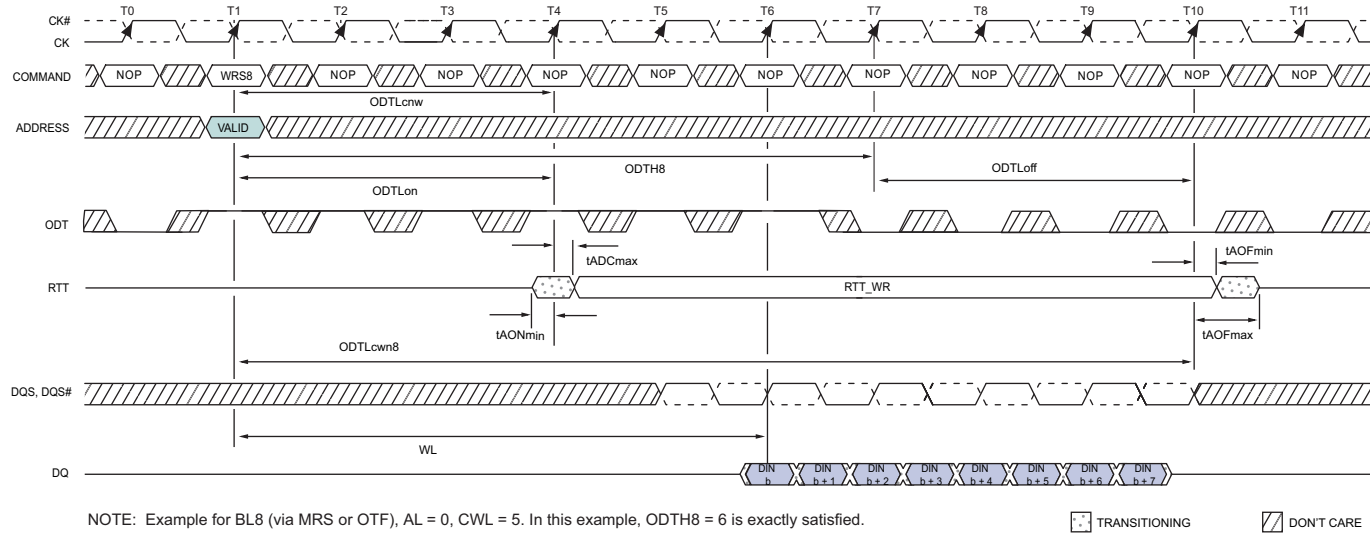 T0 T1 T2 T3 T4 T5 T6 T7 T8 T9 T10 T11
CK#
CK
COMMAND NOP WRS8 NOP NOP NOP NOP NOP NOP NOP NOP NOP NOP
ODTLcnw
ADDRESS VALID
ODTH8 ODTLoff
ODTLon
ODT
tADCmax tAOFmin
RTT RTT_WR
tAONmin tAOFmax
ODTLcwn8
DQS, DQS#
WL
DQ DIN b DIN b + 1 DIN b + 2 DIN b + 3 DIN b + 4 DIN b + 5 DIN b + 6 DIN b + 7
NOTE: Example for BL8 (via MRS or OTF), AL = 0, CWL = 5. In this example, ODTH8 = 6 is exactly satisfied.
TRANSITIONING DON'T CARE